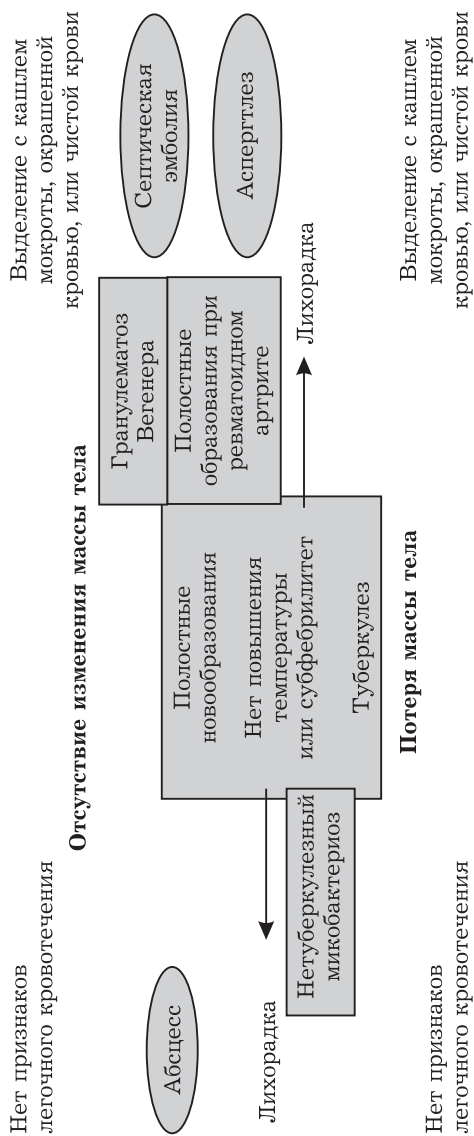 Нет признаков
легочного кровотечения
Выделение с кашлем
мокроты, окрашенной
кровью, или чистой крови
Отсутствие изменения массы тела
Абсцесс
Лихорадка
Нетуберкулезный
микобактериоз
Полостные
новообразования
Нет повышения
температуры
или субфебрилитет
Туберкулез
Гранулематоз
Вегенера
Полостные
образования при
ревматоидном
артрите
Лихорадка
Септическая
эмболия
Аспергтлез
Потеря массы тела
Нет признаков
легочного кровотечения
Выделение с кашлем
мокроты, окрашенной
кровью, или чистой крови